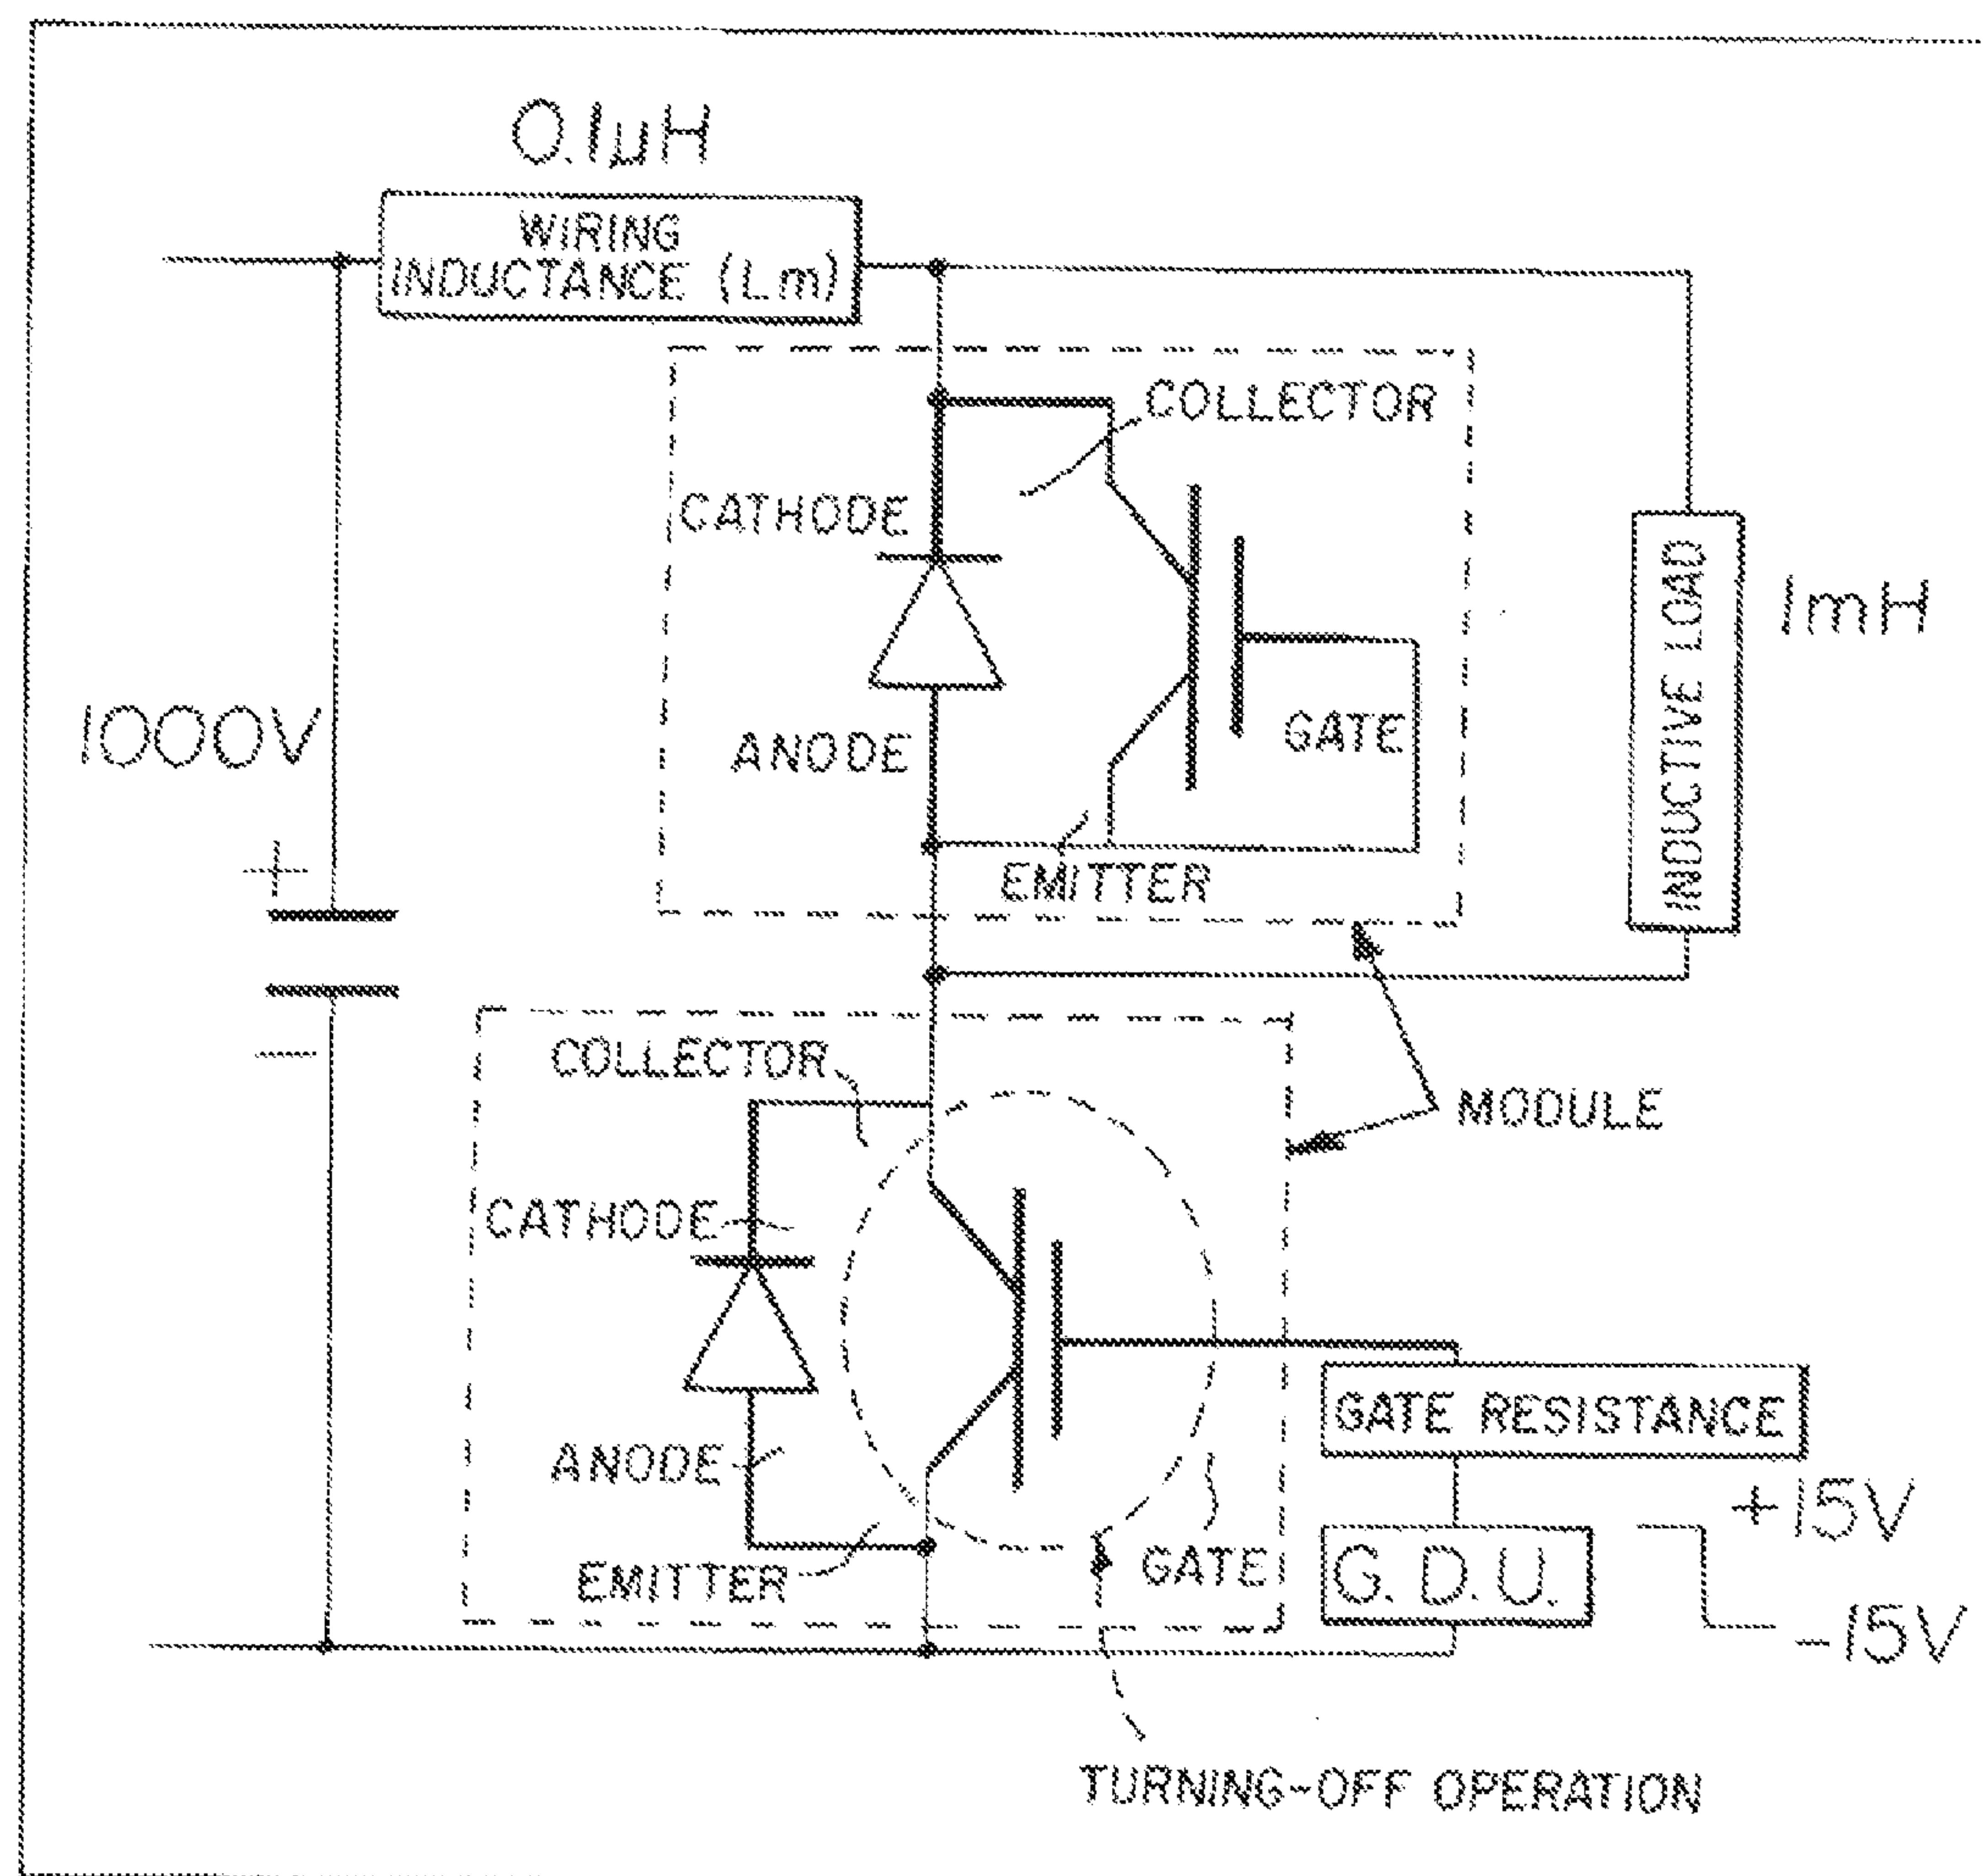 0.1μH
WIRING
INDUCTANCE (Lm)
COLLECTOR
CATHODE
1mH
INDUCTIVE LOAD
GATE
ANODE
1000V
+
EMITTER
−
COLLECTOR
MODULE
CATHODE
GATE RESISTANCE
ANODE
+15V
G.D.U.
GATE
EMITTER
-15V
TURNING-OFF OPERATION